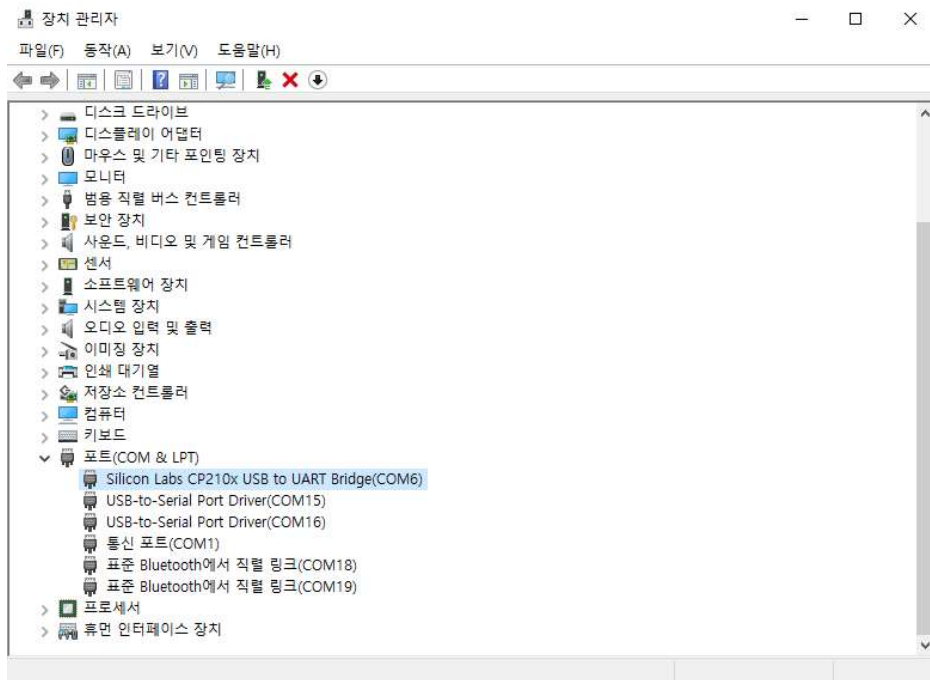 장치 관리자
파일(F) 동작(A) 보기(V) 도움말(H)
디스크 드라이브
디스플레이 어댑터
마우스 및 기타 포인팅 장치
모니터
범용 직렬 버스 컨트롤러
보안 장치
사운드, 비디오 및 게임 컨트롤러
센서
소프트웨어 장치
시스템 장치
오디오 입력 및 출력
이미징 장치
인쇄 대기열
저장소 컨트롤러
컴퓨터
키보드
포트(COM & LPT)
Silicon Labs CP210x USB to UART Bridge(COM6)
USB-to-Serial Port Driver(COM15)
USB-to-Serial Port Driver(COM16)
통신 포트(COM1)
표준 Bluetooth에서 직렬 링크(COM18)
표준 Bluetooth에서 직렬 링크(COM19)
프로세서
휴먼 인터페이스 장치